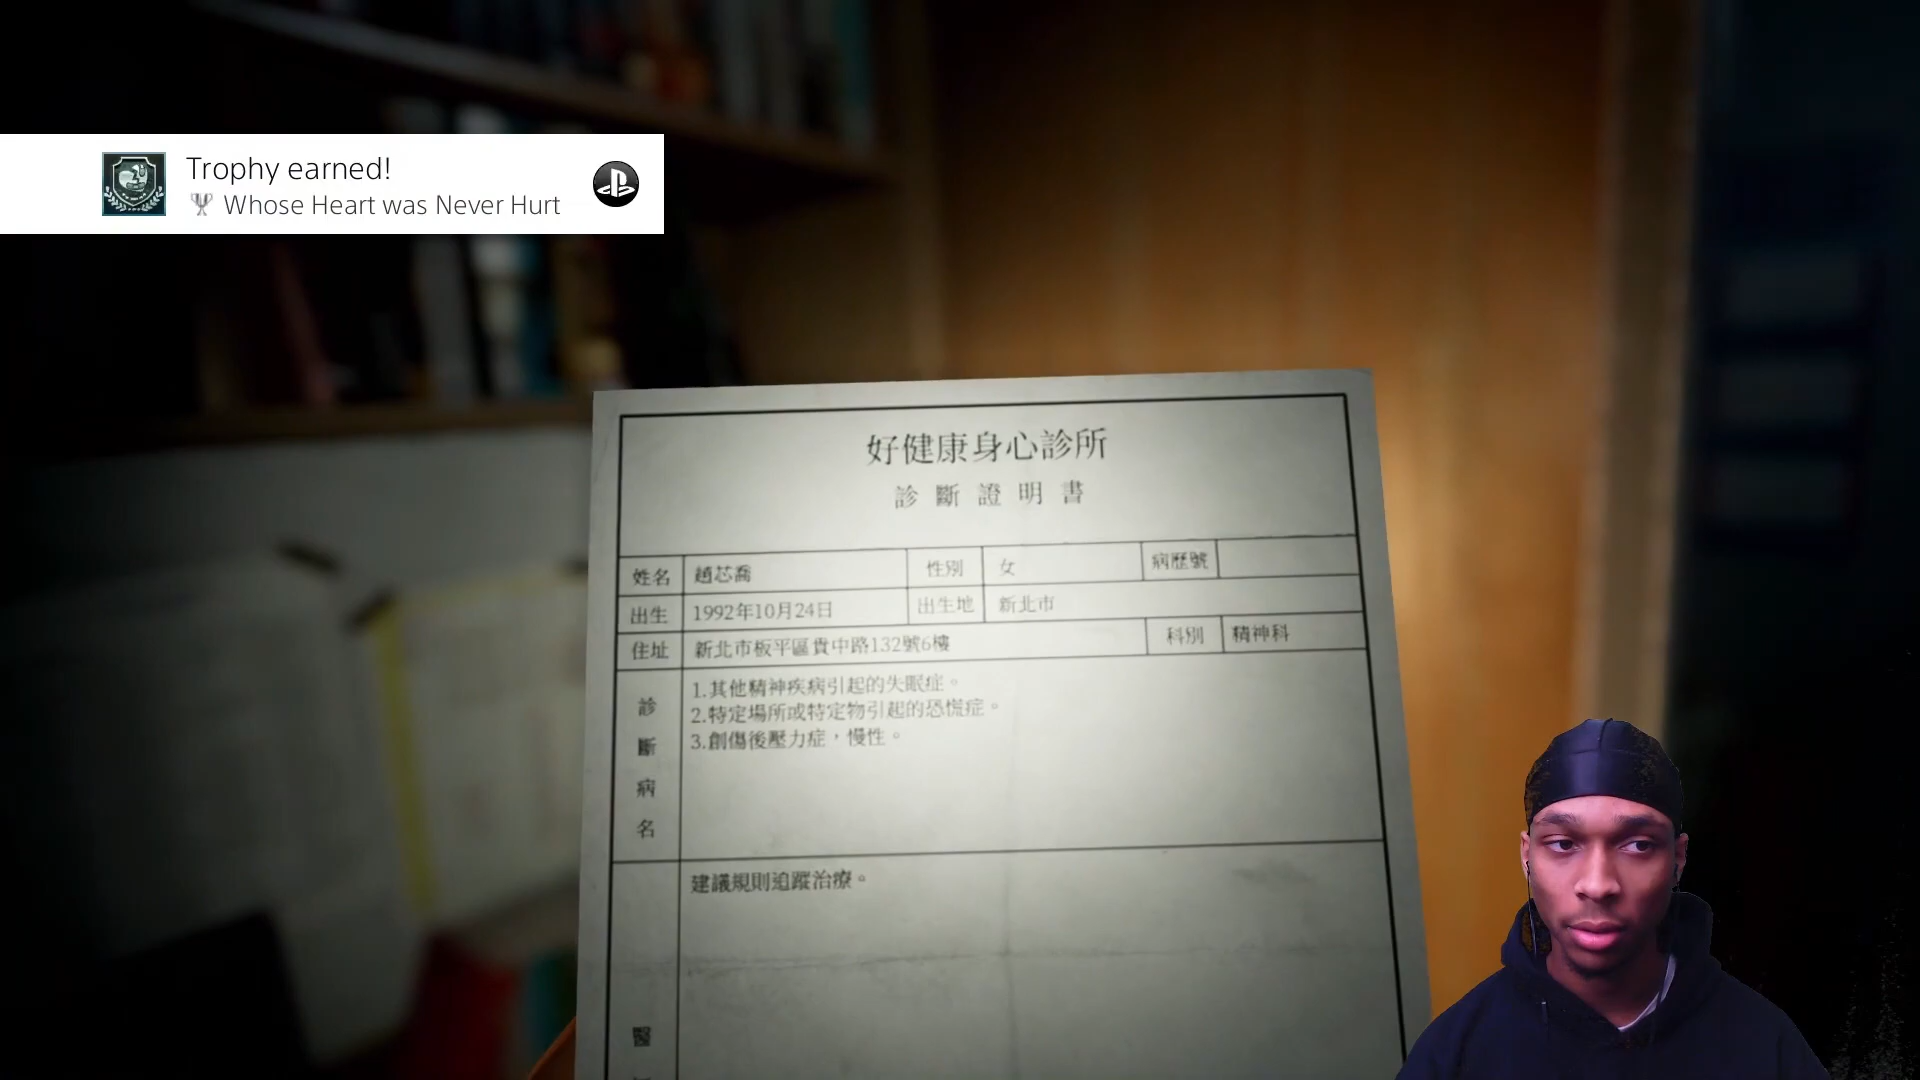 Trophy earned!
Whose Heart was Never Hurt
好健康身心診所
診斷證明書
姓名 趙芯喬 性別 女 病歷號
出生 1992年10月24日 出生地 新北市
住址 新北市板平區貴中路132號6樓 科別 精神科
診斷病名
1.其他精神疾病引起的失眠症。
2.特定場所或特定物引起的恐慌症。
3.創傷後壓力症，慢性。
建議規則追蹤治療。
醫